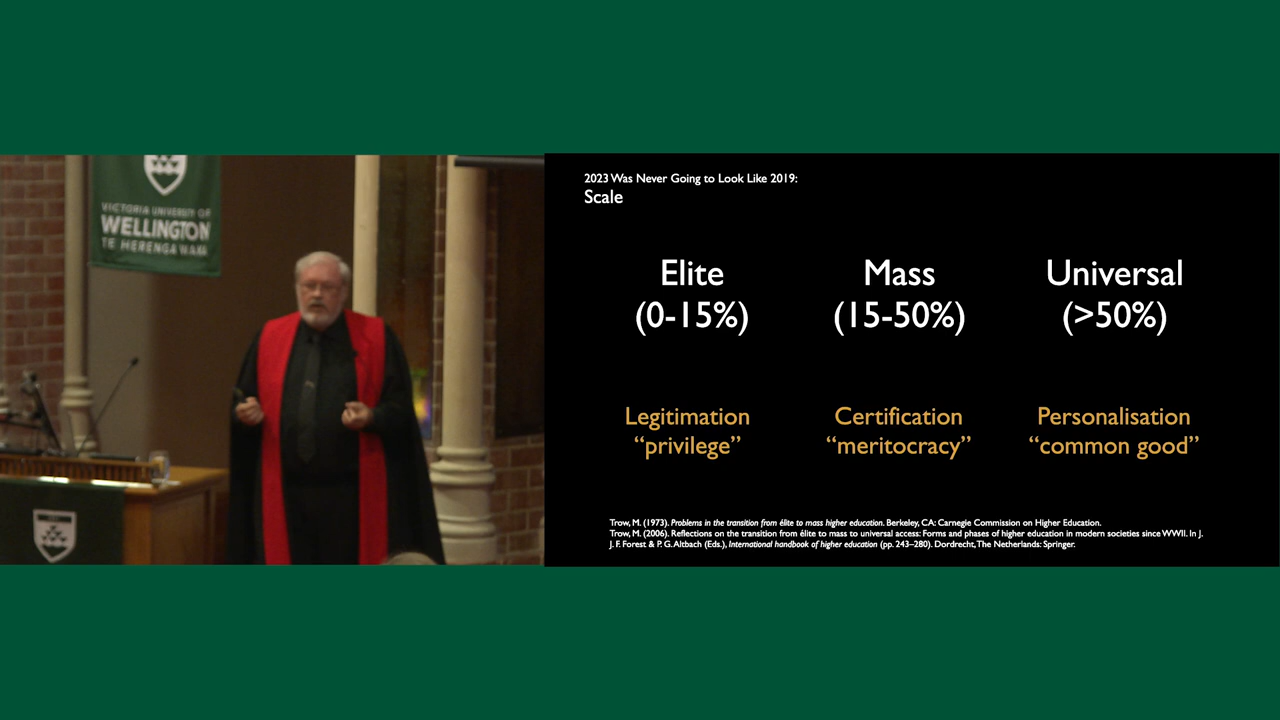 VICTORIA UNIVERSITY OF
WELLINGTON
TE HERENGA WAKA
2023 Was Never Going to Look Like 2019:
Scale
Elite
(0-15%)
Mass
(15-50%)
Universal
(>50%)
Legitimation
“privilege”
Certification
“meritocracy”
Personalisation
“common good”
Trow, M. (1973). Problems in the transition from élite to mass higher education. Berkeley, CA: Carnegie Commission on Higher Education.
Trow, M. (2006). Reflections on the transition from élite to mass to universal access: Forms and phases of higher education in modern societies since WWII. In J.
J. F. Forest & P. G. Altbach (Eds.), International handbook of higher education (pp. 243–280). Dordrecht, The Netherlands: Springer.